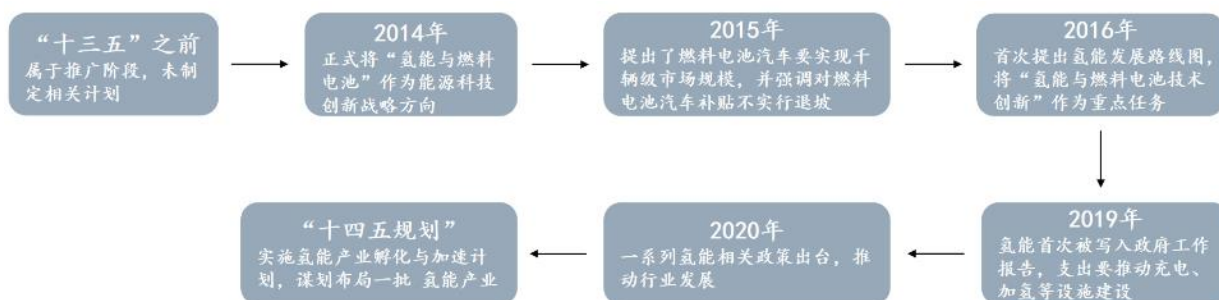 “十三五”之前
属于推广阶段，未制
定相关计划
2014年
正式将“氢能与燃料
电池”作为能源科技
创新战略方向
2015年
提出了燃料电池汽车要实现千
辆级市场规模，并强调对燃料
电池汽车补贴不实行退坡
2016年
首次提出氢能发展路线图，
将“氢能与燃料电池技术
创新”作为重点任务
2019年
氢能首次被写入政府工作
报告，支出要推动充电、
加氢等设施建设
2020年
一系列氢能相关政策出台，推
动行业发展
“十四五规划”
实施氢能产业孵化与加速计
划，谋划布局一批 氢能产业